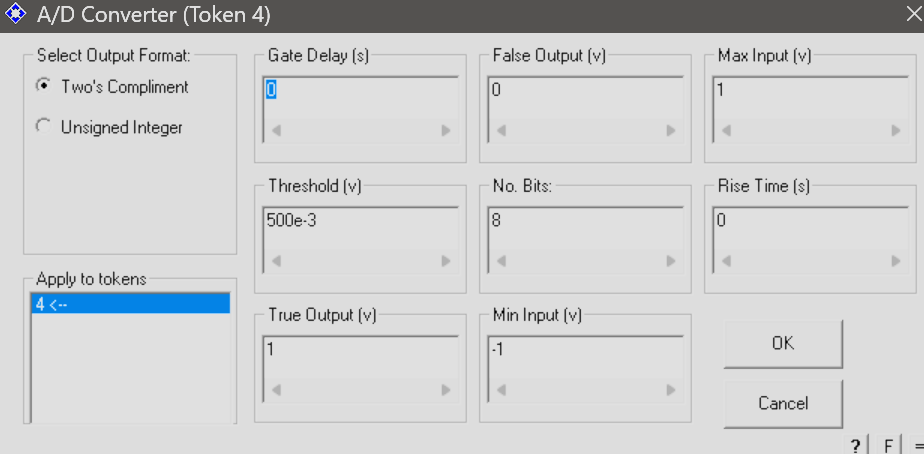 A/D Converter (Token 4)
Select Output Format:
Two's Compliment
Unsigned Integer
Gate Delay (s)
0
False Output (v)
0
Max Input (v)
1
Threshold (v)
500e-3
No. Bits:
8
Rise Time (s)
0
Apply to tokens
4 <--
True Output (v)
1
Min Input (v)
-1
OK
Cancel
? F =